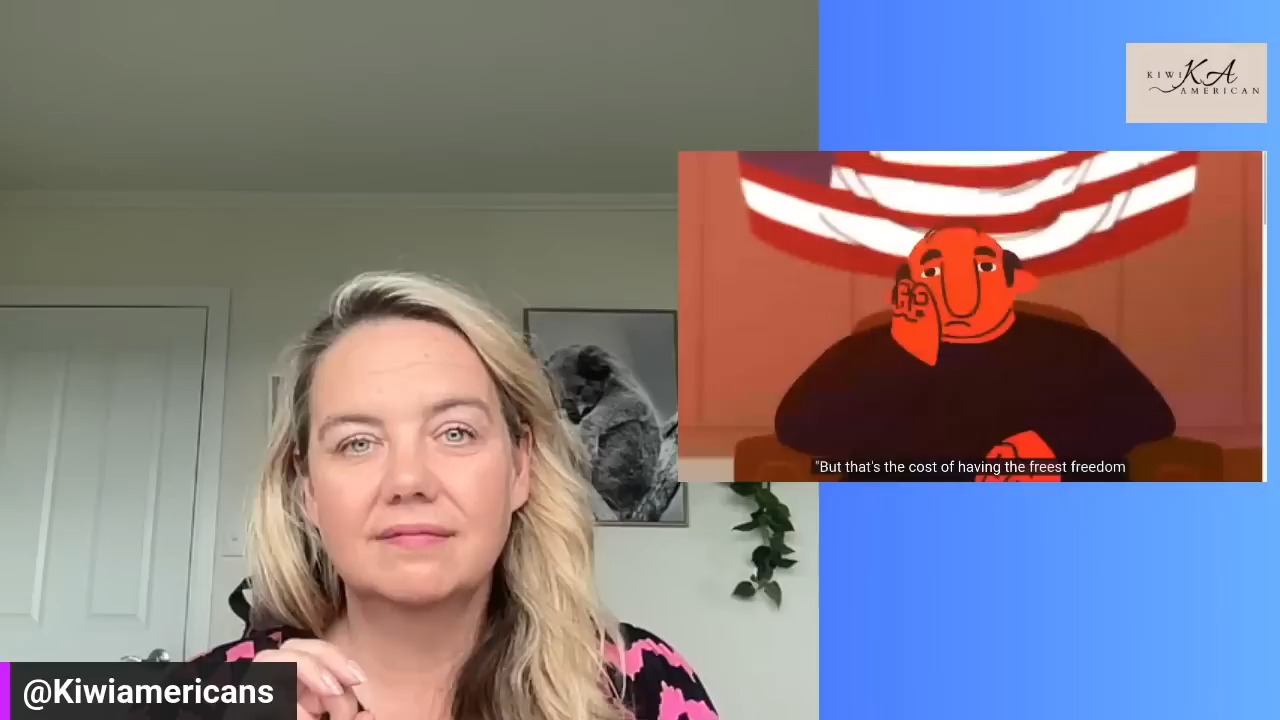 KIWI KA
AMERICAN
"But that's the cost of having the freest freedom
@Kiwiamericans